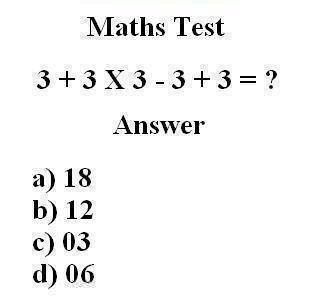 Maths Test
3 + 3 X 3 - 3 + 3 = ?
Answer
a) 18
b) 12
c) 03
d) 06